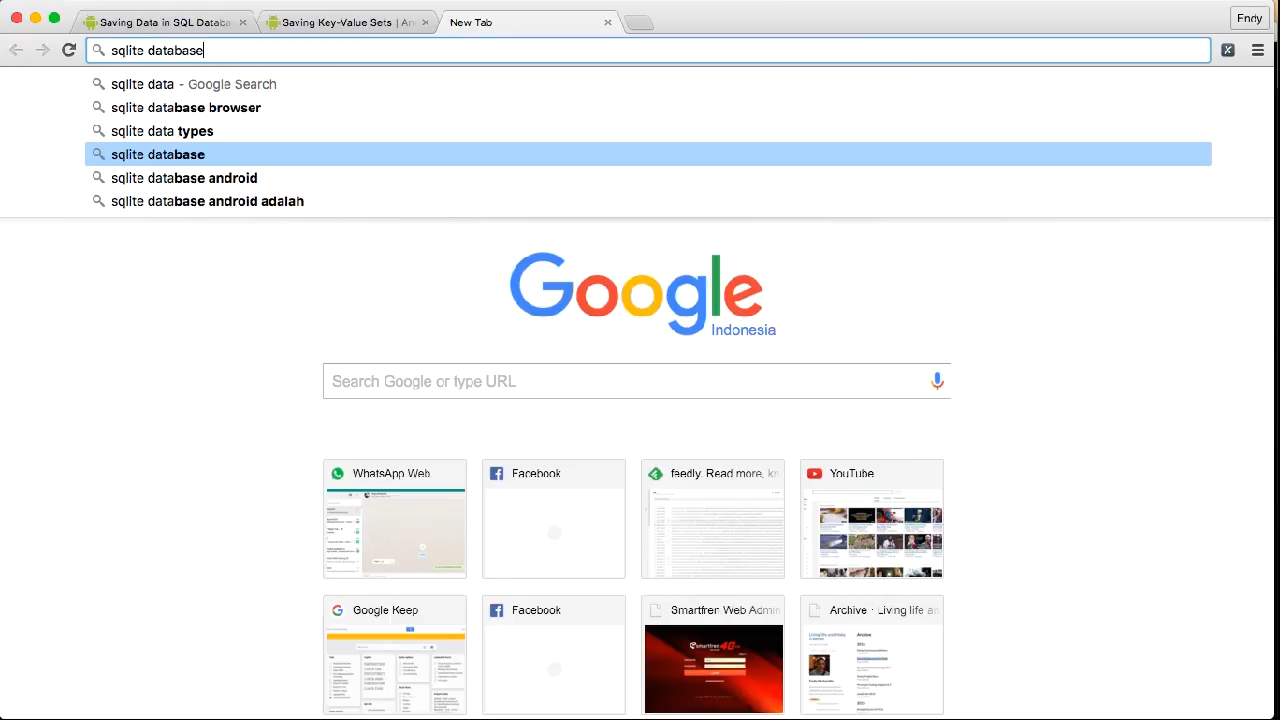 Saving Data in SQL Databa
Saving Key-Value Sets | An
New Tab
Endy
sqlite database
sqlite data - Google Search
sqlite database browser
sqlite data types
sqlite database
sqlite database android
sqlite database android adalah
Google
Indonesia
Search Google or type URL
WhatsApp Web
Facebook
feedly. Read more, kn
YouTube
Google Keep
Facebook
Smartfren Web Admin
Archive · Living life an
smartfren 4G
Archive